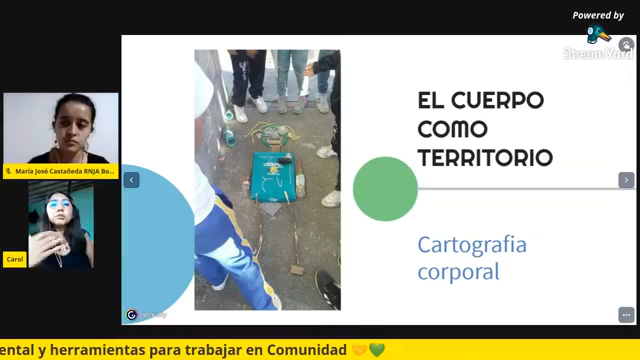 Powered by
StreamYard
EL CUERPO
COMO
TERRITORIO
Cartografia
corporal
María José Castañeda RNJA Bo...
Carol
genially
ental y herramientas para trabajar en Comunidad 🤝💚